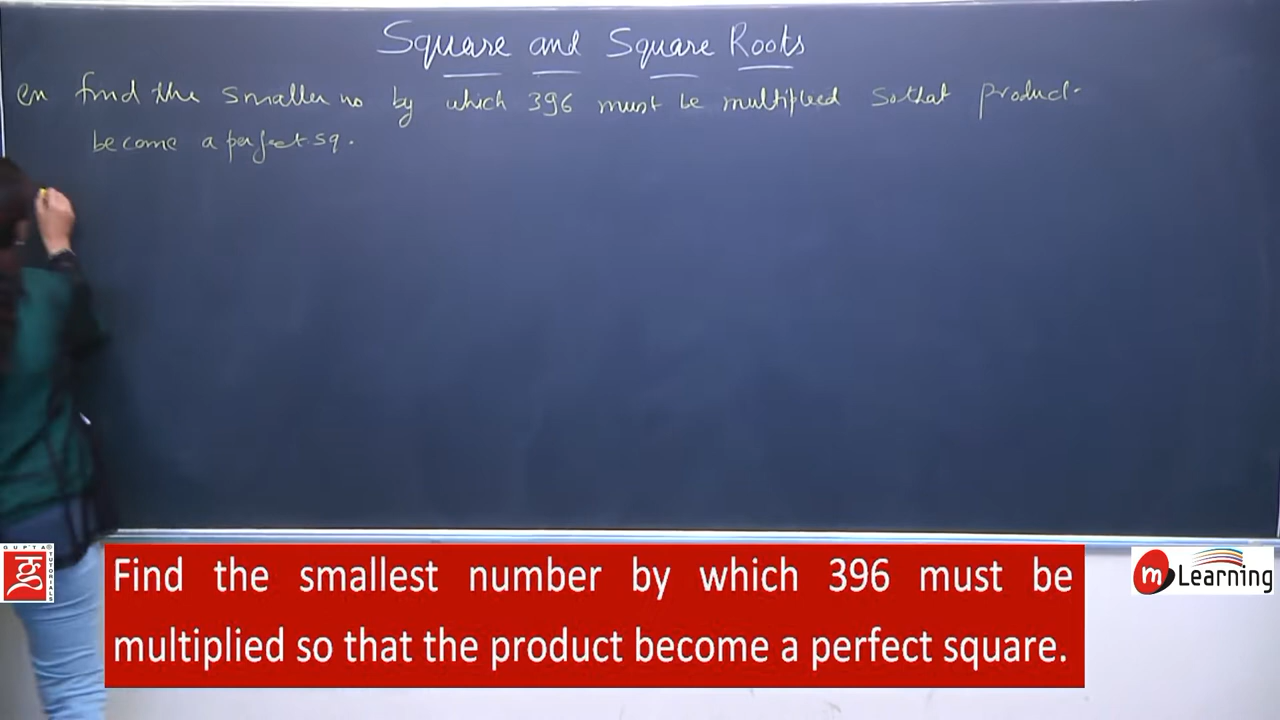 Square and Square Roots
en find the smaller no by which 396 must be multiplied so that product
become a perfect sq.
GUPTA
TUTORIALS
Find the smallest number by which 396 must be
multiplied so that the product become a perfect square.
m Learning